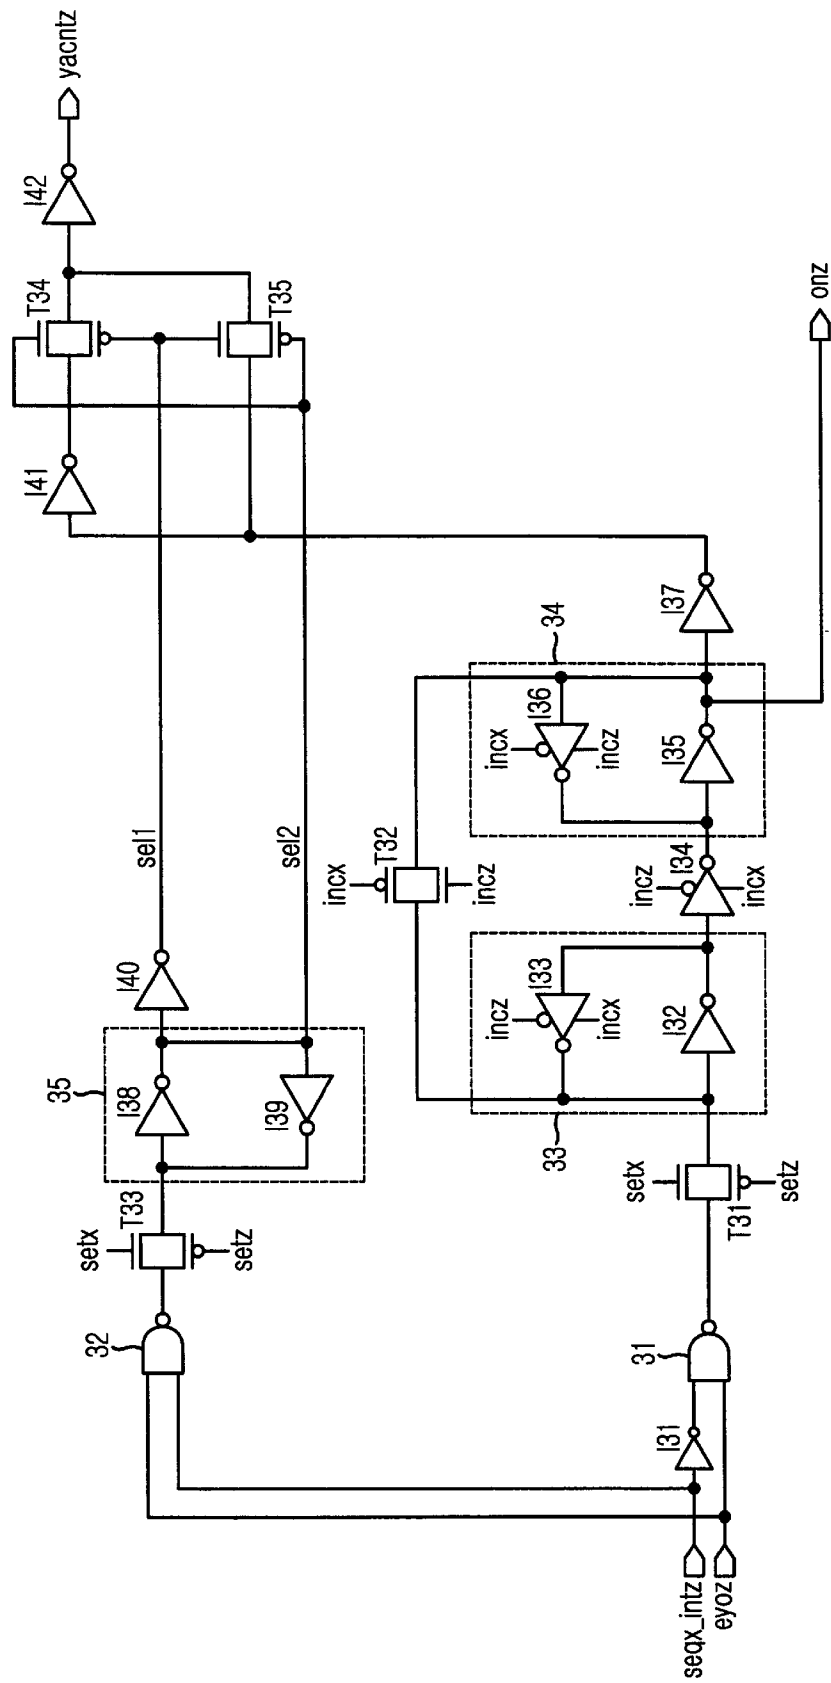 yacntz
I42
T34
T35
I41
onz
I37
34
I36
incx
incz
I35
sel1
sel2
T32
incx
incz
I34
incz
incx
I40
35
I38
I39
I33
incz
incx
I32
33
T33
setx
setz
setx
setz
T31
32
31
I31
seqx_intz
eyoz